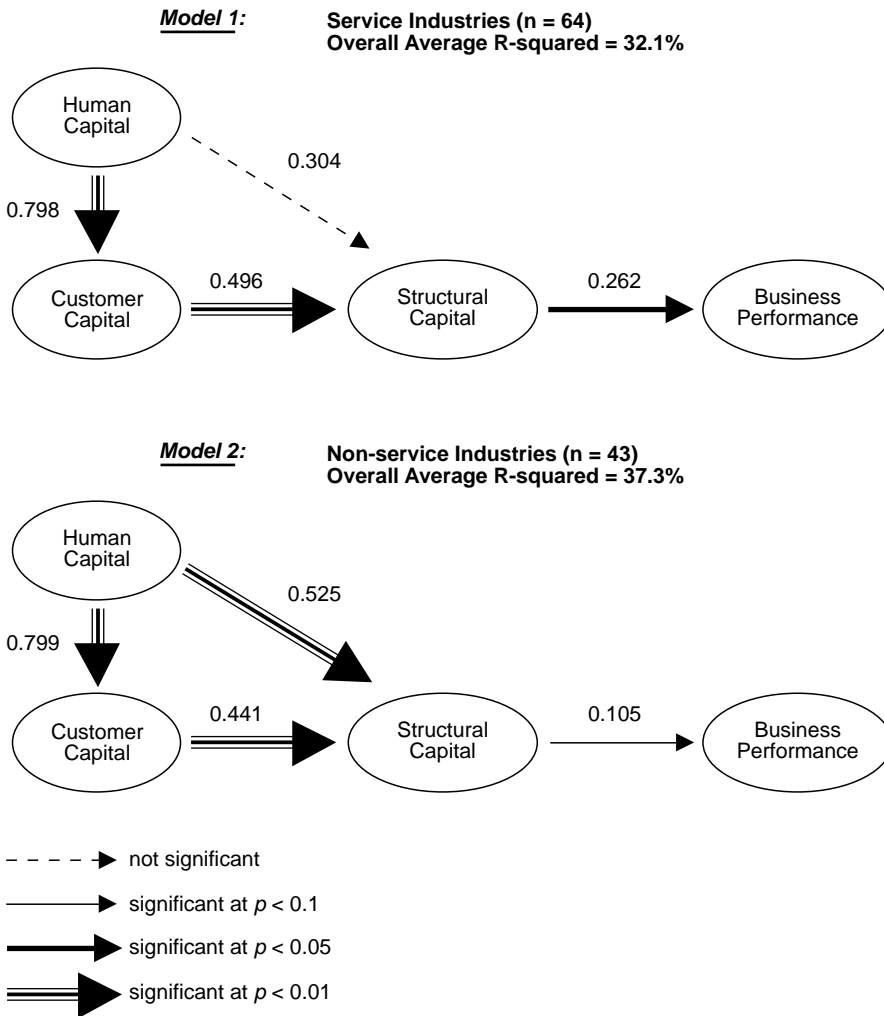 Model 1: Service Industries (n = 64)
Overall Average R-squared = 32.1%
Human
Capital
0.304
0.798
Customer
Capital
0.496
Structural
Capital
0.262
Business
Performance
Model 2: Non-service Industries (n = 43)
Overall Average R-squared = 37.3%
Human
Capital
0.525
0.799
Customer
Capital
0.441
Structural
Capital
0.105
Business
Performance
not significant
significant at p < 0.1
significant at p < 0.05
significant at p < 0.01